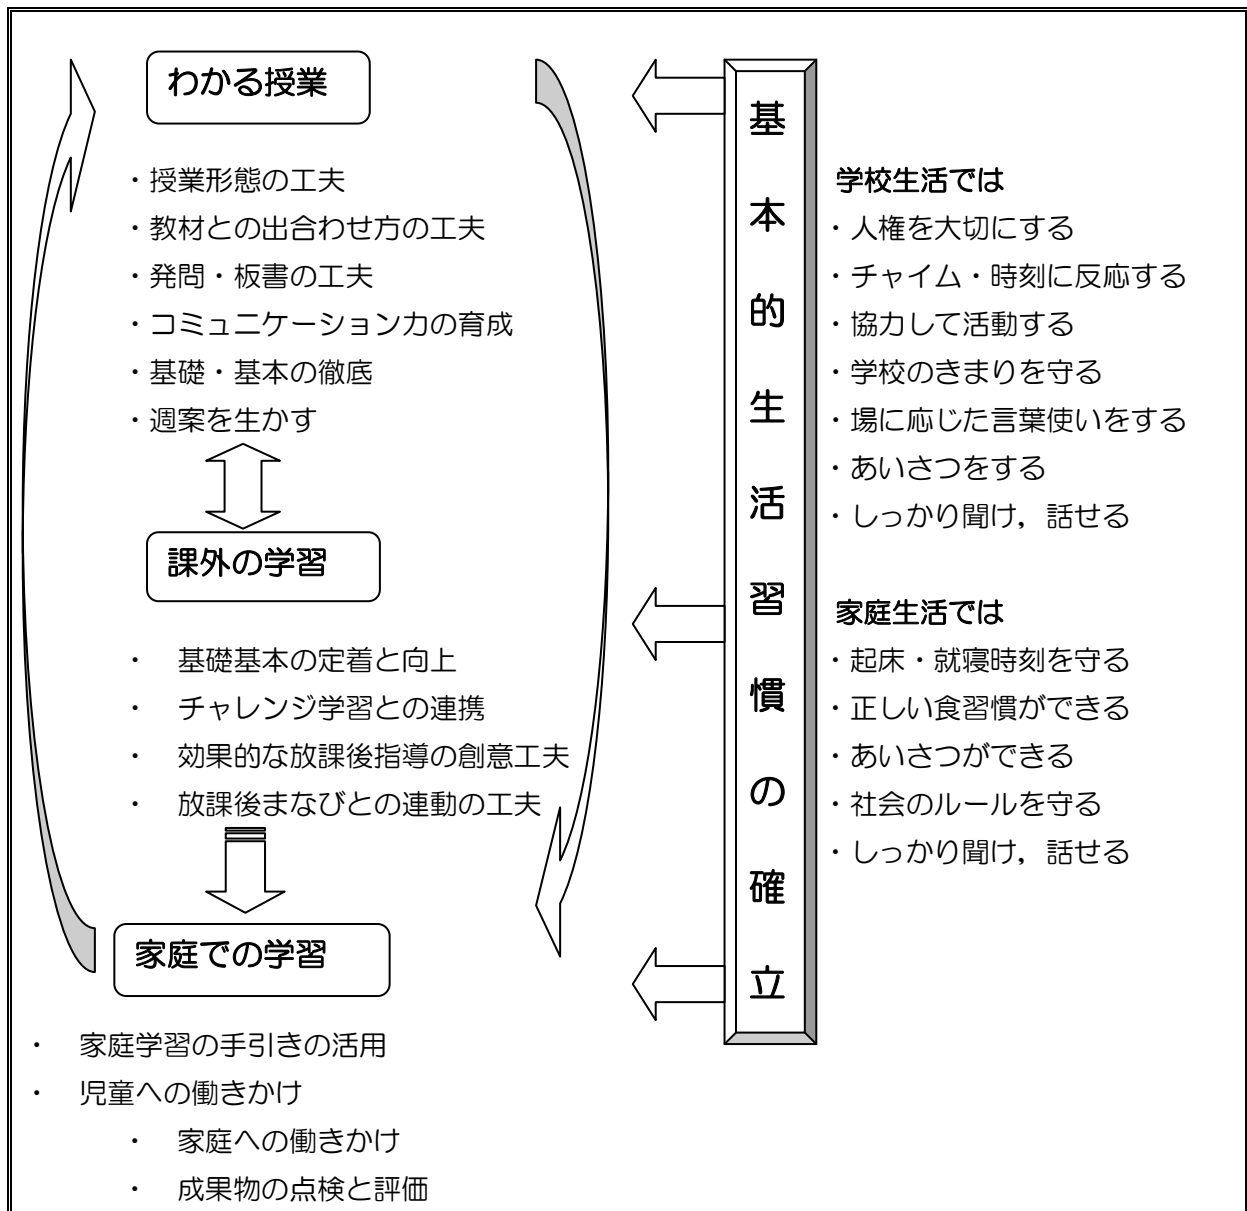 わかる授業
・授業形態の工夫
・教材との出合わせ方の工夫
・発問・板書の工夫
・コミュニケーション力の育成
・基礎・基本の徹底
・週案を生かす
課外の学習
・　基礎基本の定着と向上
・　チャレンジ学習との連携
・　効果的な放課後指導の創意工夫
・　放課後まなびとの連動の工夫
家庭での学習
・　家庭学習の手引きの活用
・　児童への働きかけ
・　家庭への働きかけ
・　成果物の点検と評価
基本的生活習慣の確立
学校生活では
・人権を大切にする
・チャイム・時刻に反応する
・協力して活動する
・学校のきまりを守る
・場に応じた言葉使いをする
・あいさつをする
・しっかり聞け，話せる
家庭生活では
・起床・就寝時刻を守る
・正しい食習慣ができる
・あいさつができる
・社会のルールを守る
・しっかり聞け，話せる